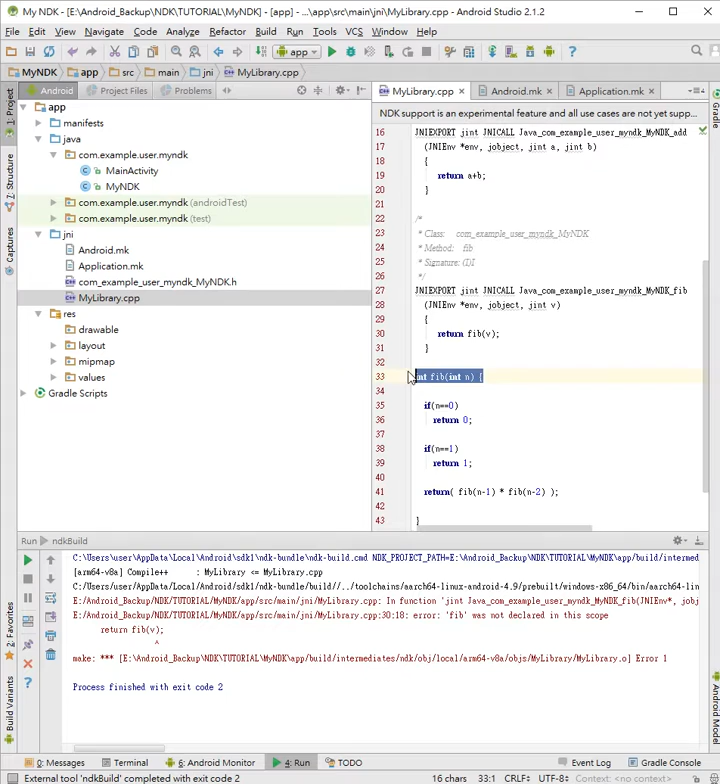 My NDK - [E:\Android_Backup\NDK\TUTORIAL\MyNDK] - [app] - ...\app\src\main\jni\MyLibrary.cpp - Android Studio 2.1.2
File Edit View Navigate Code Analyze Refactor Build Run Tools VCS Window Help
app
MyNDK app src main jni MyLibrary.cpp
Android Project Files Problems
MyLibrary.cpp Android.mk Application.mk
NDK support is an experimental feature and all use cases are not yet supp...
1: Project
7: Structure
Captures
2: Favorites
Build Variants
Gradle
Android Model
app
manifests
java
com.example.user.myndk
MainActivity
MyNDK
com.example.user.myndk (androidTest)
com.example.user.myndk (test)
jni
Android.mk
Application.mk
com_example_user_myndk_MyNDK.h
MyLibrary.cpp
res
drawable
layout
mipmap
values
Gradle Scripts
16 JNIEXPORT jint JNICALL Java_com_example_user_myndk_MyNDK_add
17 (JNIEnv *env, jobject, jint a, jint b)
18 {
19 return a+b;
20 }
21
22 /*
23 * Class: com_example_user_myndk_MyNDK
24 * Method: fib
25 * Signature: (DI
26 */
27 JNIEXPORT jint JNICALL Java_com_example_user_myndk_MyNDK_fib
28 (JNIEnv *env, jobject, jint v)
29 {
30 return fib(v);
31 }
32
33 int fib(int n) {
34
35 if(n==0)
36 return 0;
37
38 if(n==1)
39 return 1;
40
41 return( fib(n-1) * fib(n-2) );
42
43 }
Run ndkBuild
C:\Users\user/AppData/Local/Android/sdk1/ndk-bundle/ndk-build.cmd NDK_PROJECT_PATH=E:\Android_Backup/NDK/TUTORIAL/MyNDK/app/build/intermed
[arm64-v8a] Compile++ : MyLibrary <= MyLibrary.cpp
C:/Users/user/AppData/Local/Android/sdk1/ndk-bundle/build//../toolchains/aarch64-linux-android-4.9/prebuilt/windows-x86_64/bin/aarch64-lin
E:/Android_Backup/NDK/TUTORIAL/MyNDK/app/src/main/jni/MyLibrary.cpp: In function 'jint Java_com_example_user_myndk_MyNDK_fib(JNIEnv*, _jobj
E:/Android_Backup/NDK/TUTORIAL/MyNDK/app/src/main/jni/MyLibrary.cpp:30:18: error: 'fib' was not declared in this scope
return fib(v);
^
make: *** [E:\Android_Backup\NDK\TUTORIAL\MyNDK\app/build/intermediates/ndk/obj/local/arm64-v8a/objs/MyLibrary/MyLibrary.o] Error 1
Process finished with exit code 2
0: Messages Terminal 6: Android Monitor 4: Run TODO Event Log Gradle Console
External tool 'ndkBuild' completed with exit code 2 16 chars 33:1 CRLF÷ UTF-8÷ Context: <no context>